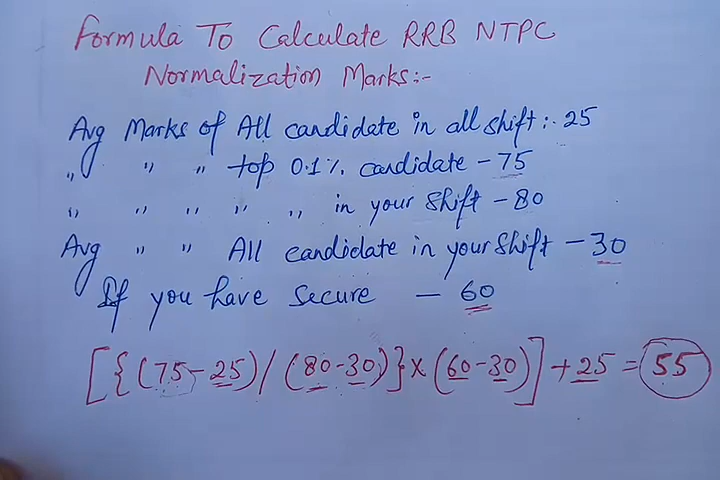 Formula To Calculate RRB NTPC
Normalization Marks:-
Avg Marks of All candidate in all shift:- 25
" " " top 0.1% candidate - 75
" " " " " in your shift - 80
Avg " " All candidate in your shift - 30
If you have secure - 60
[{(75-25)/(80-30)}×(60-30)]+25=55